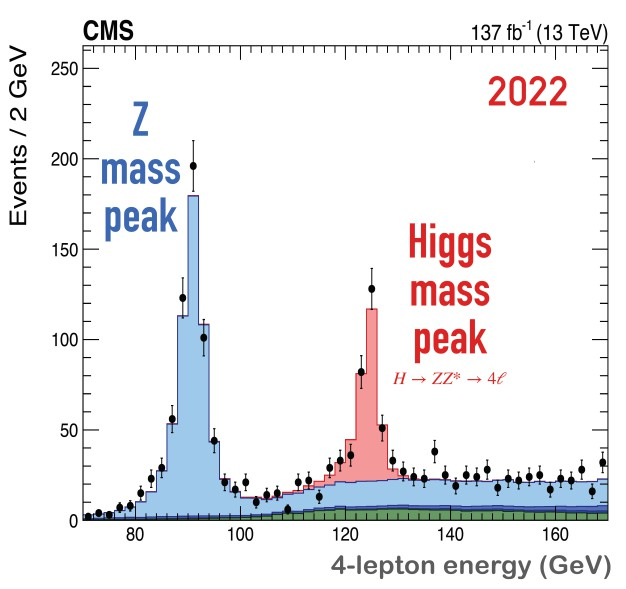 CMS
137 fb⁻¹ (13 TeV)
Events / 2 GeV
250
200
150
100
50
0
2022
Z
mass
peak
Higgs
mass
peak
H → ZZ* → 4ℓ
80
100
120
140
160
4-lepton energy (GeV)